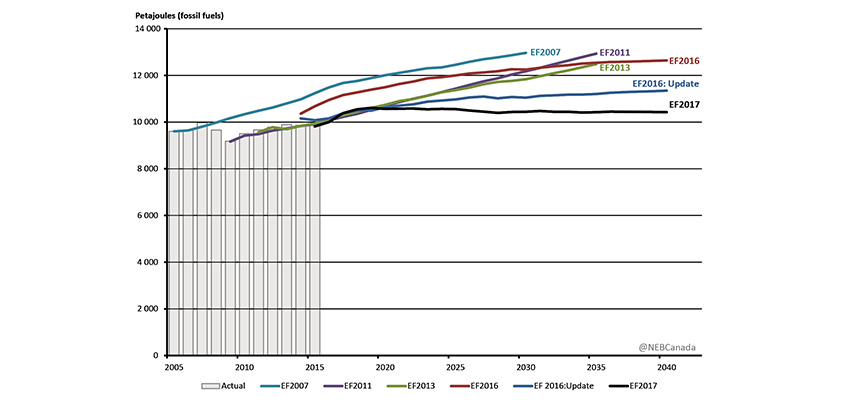 Petajoules (fossil fuels)
14 000
12 000
10 000
8 000
6 000
4 000
2 000
0
EF2007
EF2011
EF2016
EF2013
EF2016: Update
EF2017
@NEBCanada
2005 2010 2015 2020 2025 2030 2035 2040
Actual EF2007 EF2011 EF2013 EF2016 EF 2016:Update EF2017